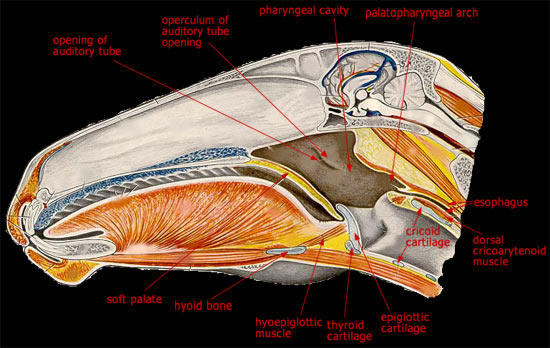 operculum of
auditory tube
opening
pharyngeal cavity
palatopharyngeal arch
opening of
auditory tube
esophagus
cricoid
cartilage
dorsal
cricoarytenoid
muscle
soft palate
hyoid bone
hyoepiglottic
muscle
thyroid
cartilage
epiglottic
cartilage